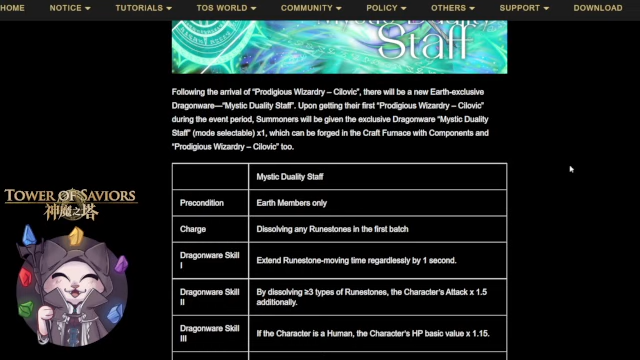 HOME NOTICE TUTORIALS TOS WORLD COMMUNITY POLICY OTHERS SUPPORT DOWNLOAD
Mystic Duality
Staff
Following the arrival of “Prodigious Wizardry – Cilovic”, there will be a new Earth-exclusive
Dragonware—“Mystic Duality Staff”. Upon getting their first “Prodigious Wizardry – Cilovic”
during the event period, Summoners will be given the exclusive Dragonware “Mystic Duality
Staff” (mode selectable) x1, which can be forged in the Craft Furnace with Components and
“Prodigious Wizardry – Cilovic” too.
Mystic Duality Staff
Precondition Earth Members only
Charge Dissolving any Runestones in the first batch
Dragonware Skill
I
Extend Runestone-moving time regardlessly by 1 second.
Dragonware Skill
II
By dissolving ≥3 types of Runestones, the Character's Attack x 1.5
additionally.
Dragonware Skill
III
If the Character is a Human, the Character's HP basic value x 1.15.
TOWER OF SAVIORS
神魔之塔